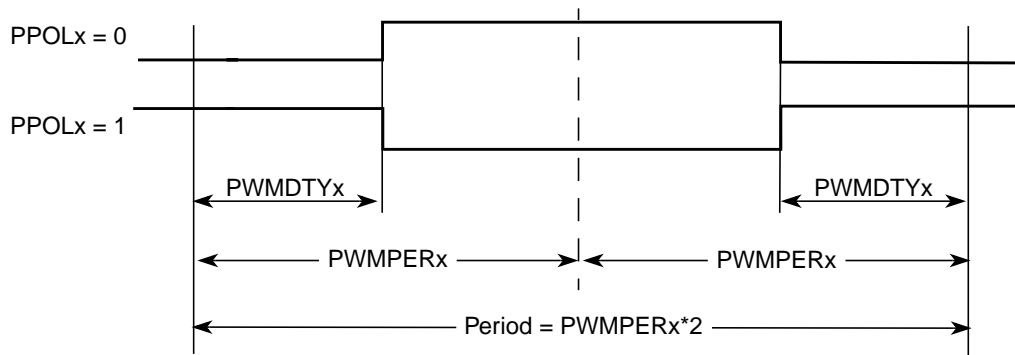 PPOLx = 0
PPOLx = 1
PWMDTYx
PWMDTYx
PWMPERx
PWMPERx
Period = PWMPERx*2